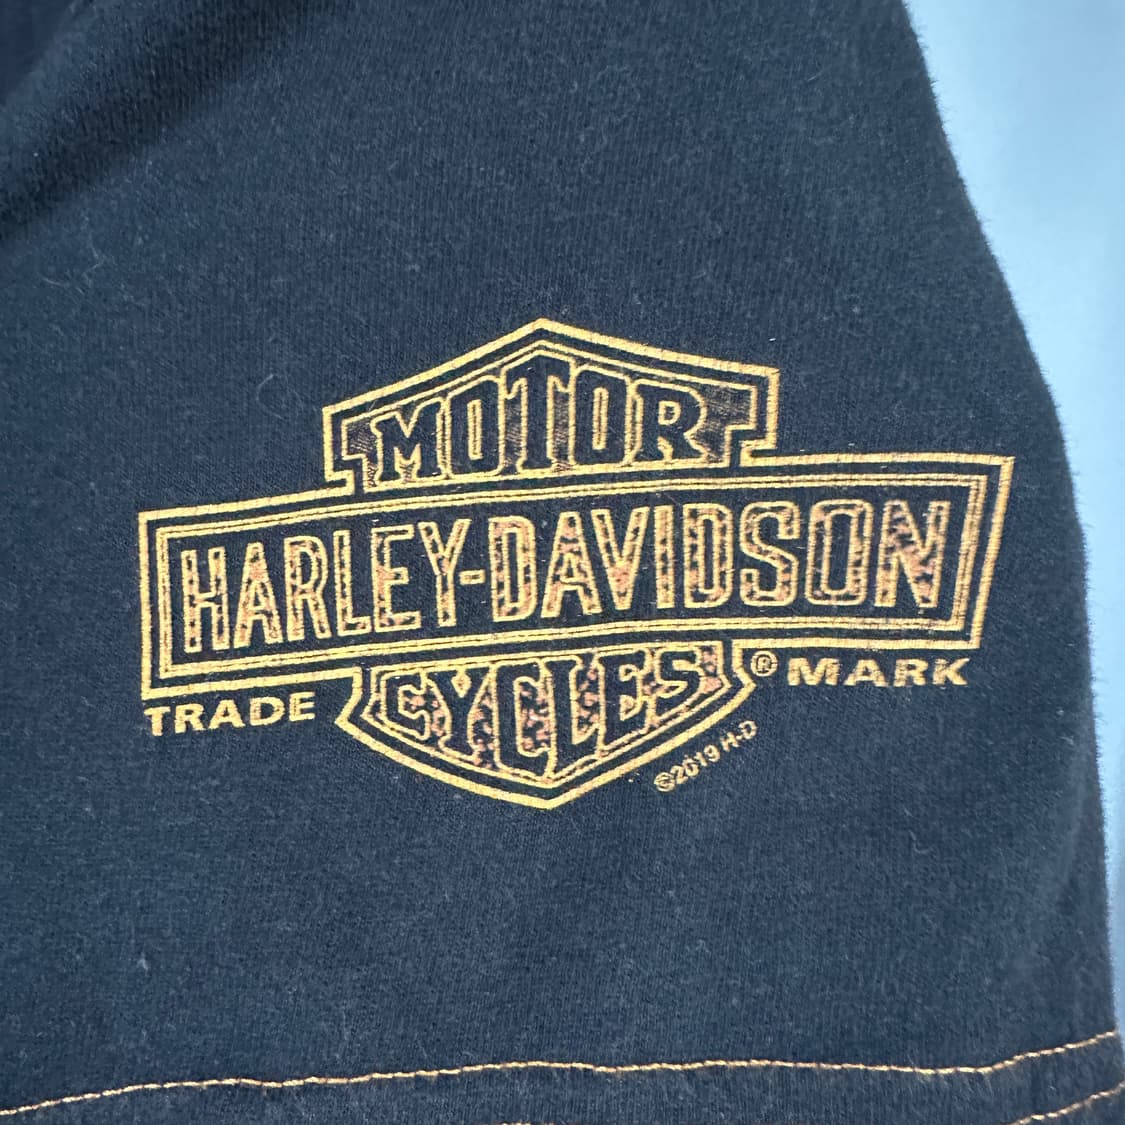 MOTOR
HARLEY-DAVIDSON
CYCLES
TRADE ® MARK
©2019 H-D